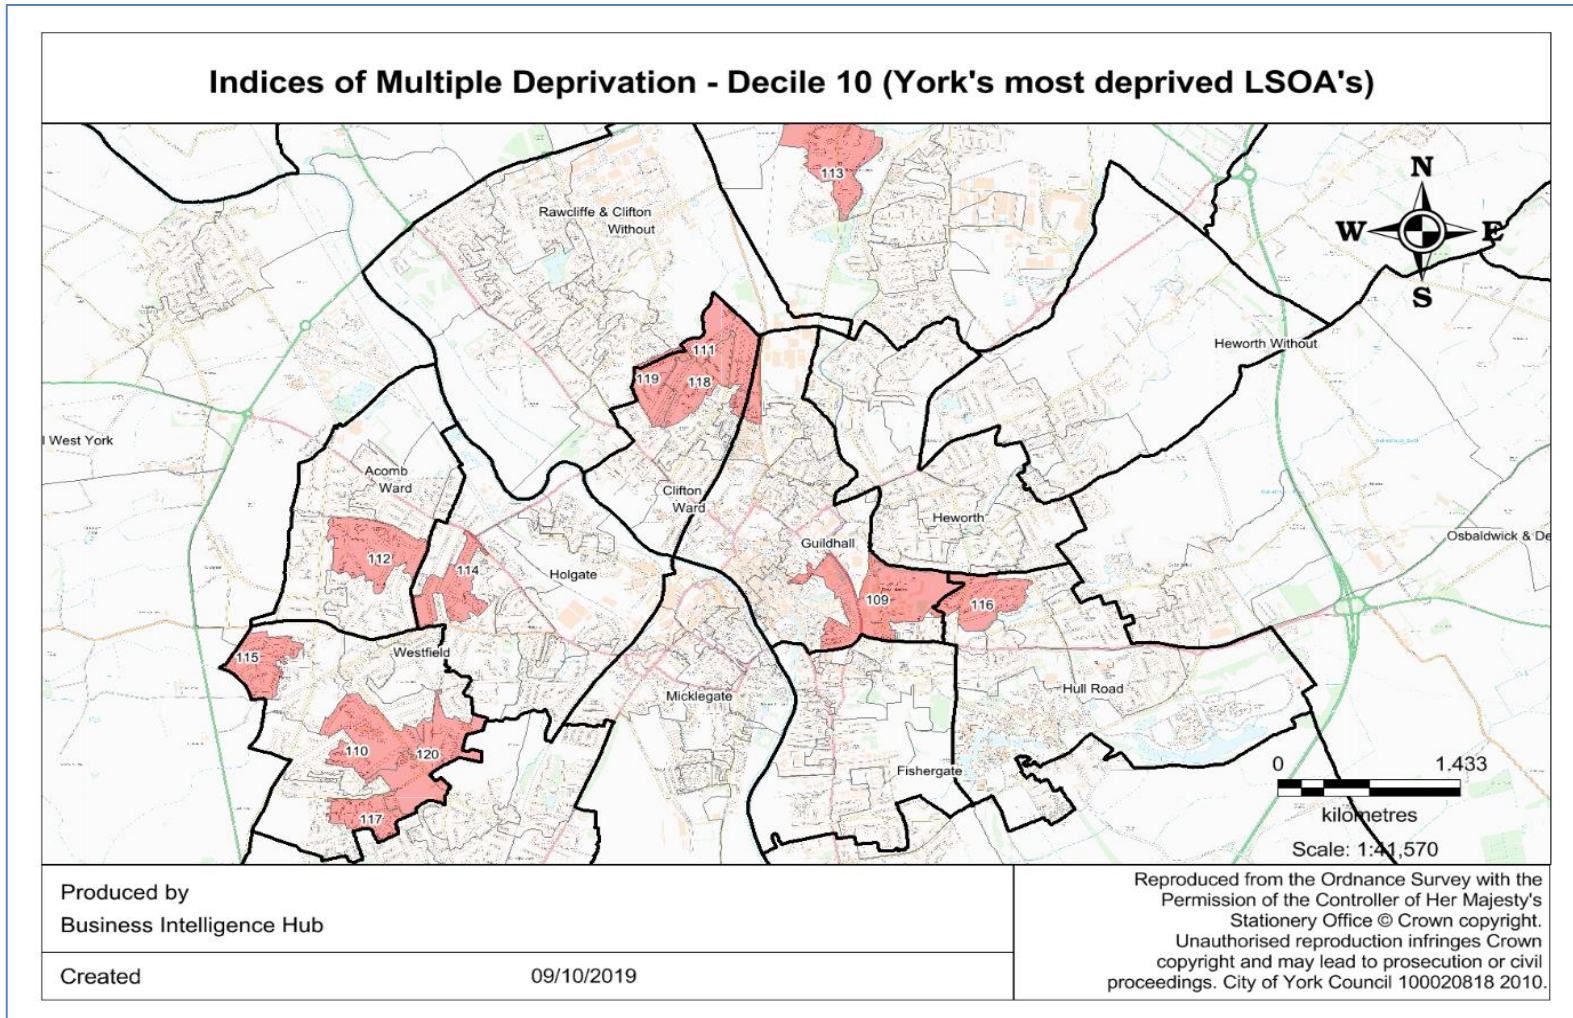 Indices of Multiple Deprivation - Decile 10 (York's most deprived LSOA's)
113
N
Rawcliffe & Clifton
Without
W
E
S
111
Heworth Without
119
118
l West York
Acomb
Ward
Clifton
Ward
Heworth
Osbaldwick & De
Guildhall
112
114
Holgate
109
116
115
Westfield
Micklegate
Hull Road
110
120
Fishergate
0
1.433
117
kilometres
Scale: 1:41,570
Produced by
Business Intelligence Hub
Created
09/10/2019
Reproduced from the Ordnance Survey with the
Permission of the Controller of Her Majesty's
Stationery Office © Crown copyright.
Unauthorised reproduction infringes Crown
copyright and may lead to prosecution or civil
proceedings. City of York Council 100020818 2010.